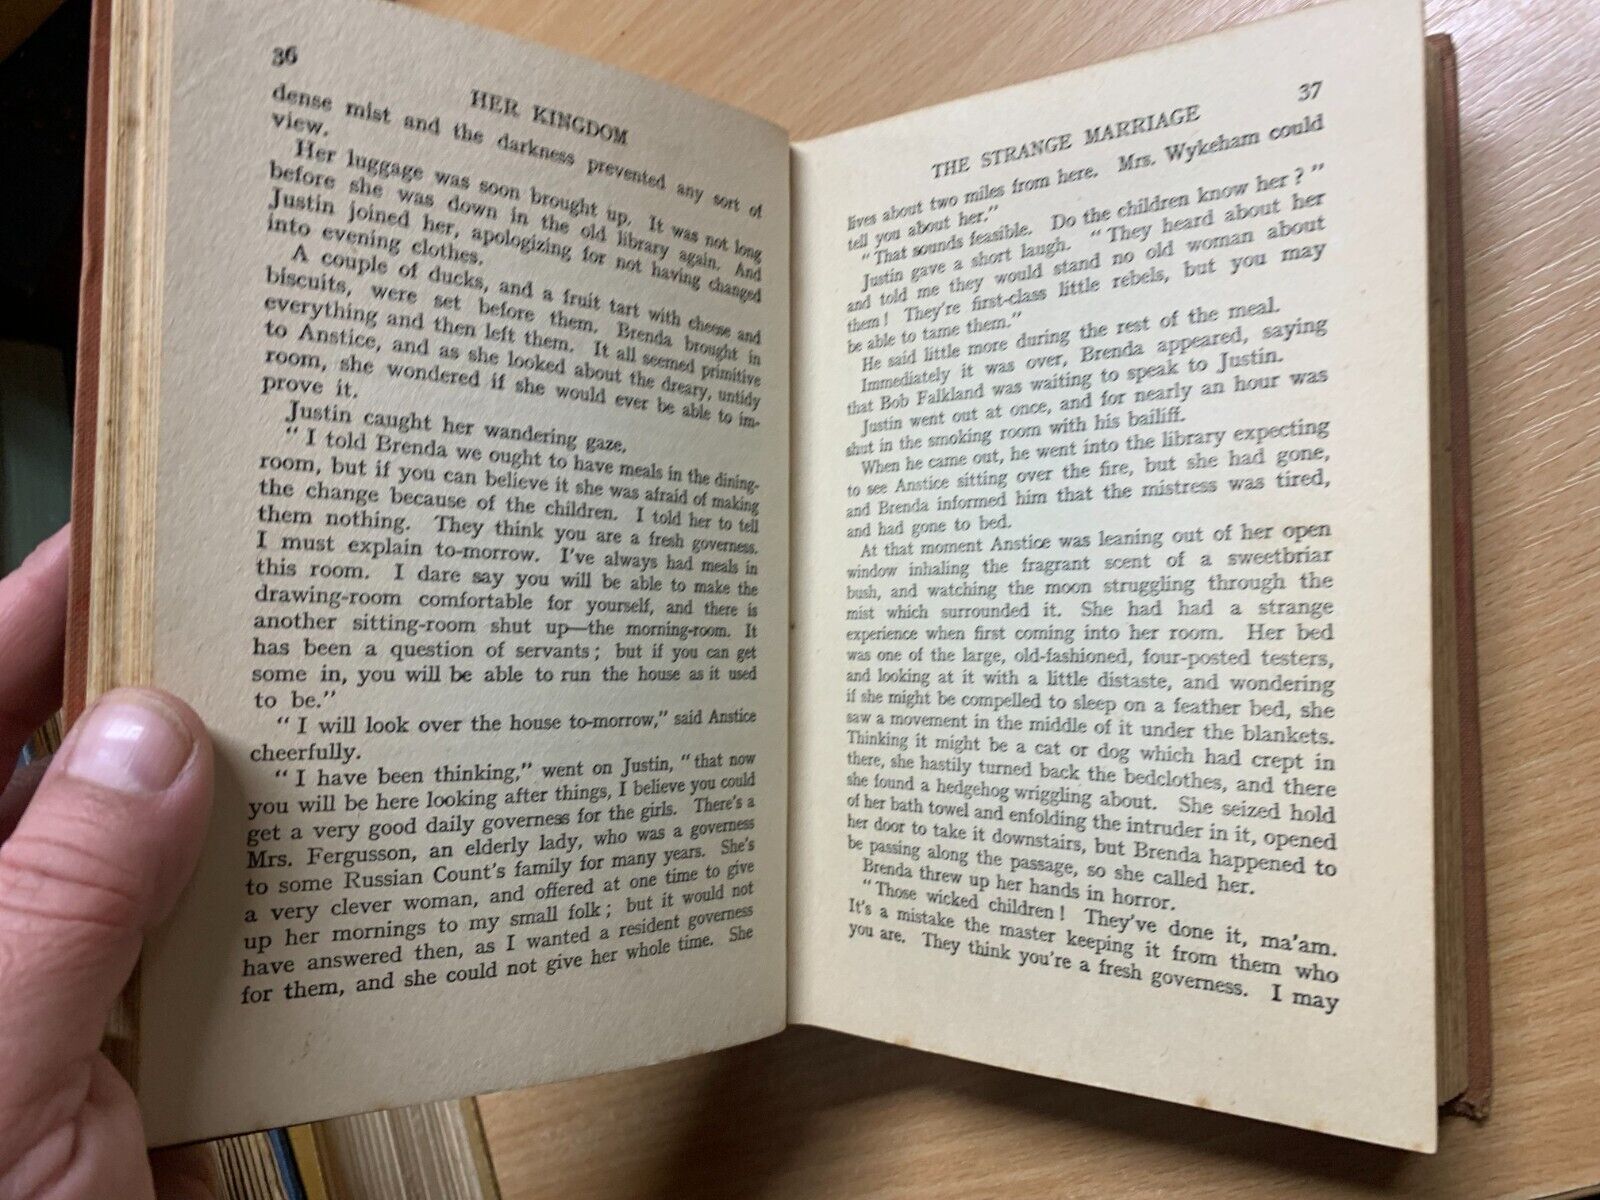 36
HER KINGDOM
dense mist and the darkness prevented any sort of
view.
Her luggage was soon brought up. It was not long
before she was down in the old library again. And
Justin joined her, apologizing for not having changed
into evening clothes.
A couple of ducks, and a fruit tart with cheese and
biscuits, were set before them. Brenda brought in
everything and then left them. It all seemed primitive
to Anstice, and as she looked about the dreary, untidy
room, she wondered if she would ever be able to im-
prove it.
Justin caught her wandering gaze.
"I told Brenda we ought to have meals in the dining-
room, but if you can believe it she was afraid of making
the change because of the children. I told her to tell
them nothing. They think you are a fresh governess.
I must explain to-morrow. I've always had meals in
this room. I dare say you will be able to make the
drawing-room comfortable for yourself, and there is
another sitting-room shut up—the morning-room. It
has been a question of servants; but if you can get
some in, you will be able to run the house as it used
to be."
"I will look over the house to-morrow," said Anstice
cheerfully.
"I have been thinking," went on Justin, "that now
you will be here looking after things, I believe you could
get a very good daily governess for the girls. There's a
Mrs. Fergusson, an elderly lady, who was a governess
to some Russian Count's family for many years. She's
a very clever woman, and offered at one time to give
up her mornings to my small folk; but it would not
have answered then, as I wanted a resident governess
for them, and she could not give her whole time. She
37
THE STRANGE MARRIAGE
lives about two miles from here. Mrs. Wykeham could
tell you about her."
"That sounds feasible. Do the children know her?"
Justin gave a short laugh. "They heard about her
and told me they would stand no old woman about
them! They're first-class little rebels, but you may
be able to tame them."
He said little more during the rest of the meal.
Immediately it was over, Brenda appeared, saying
that Bob Falkland was waiting to speak to Justin.
Justin went out at once, and for nearly an hour was
shut in the smoking room with his bailiff.
When he came out, he went into the library expecting
to see Anstice sitting over the fire, but she had gone,
and Brenda informed him that the mistress was tired,
and had gone to bed.
At that moment Anstice was leaning out of her open
window inhaling the fragrant scent of a sweetbriar
bush, and watching the moon struggling through the
mist which surrounded it. She had had a strange
experience when first coming into her room. Her bed
was one of the large, old-fashioned, four-posted testers,
and looking at it with a little distaste, and wondering
if she might be compelled to sleep on a feather bed, she
saw a movement in the middle of it under the blankets.
Thinking it might be a cat or dog which had crept in
there, she hastily turned back the bedclothes, and there
she found a hedgehog wriggling about. She seized hold
of her bath towel and enfolding the intruder in it, opened
her door to take it downstairs, but Brenda happened to
be passing along the passage, so she called her.
Brenda threw up her hands in horror.
"Those wicked children! They've done it, ma'am.
It's a mistake the master keeping it from them who
you are. They think you're a fresh governess. I may